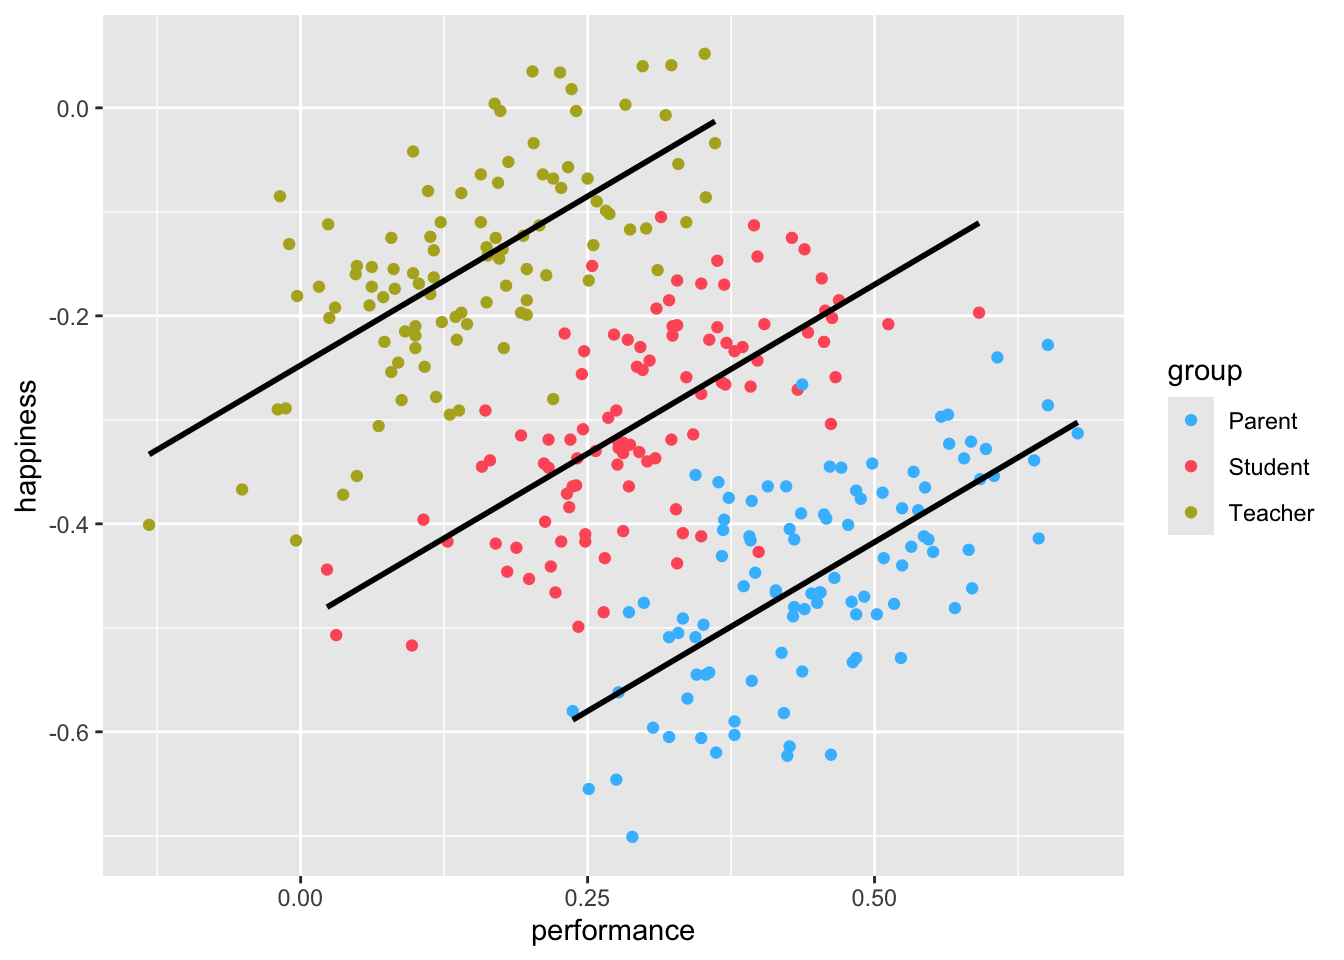 0.0
-0.2
-0.4
-0.6
happiness
0.00
0.25
0.50
performance
group
Parent
Student
Teacher